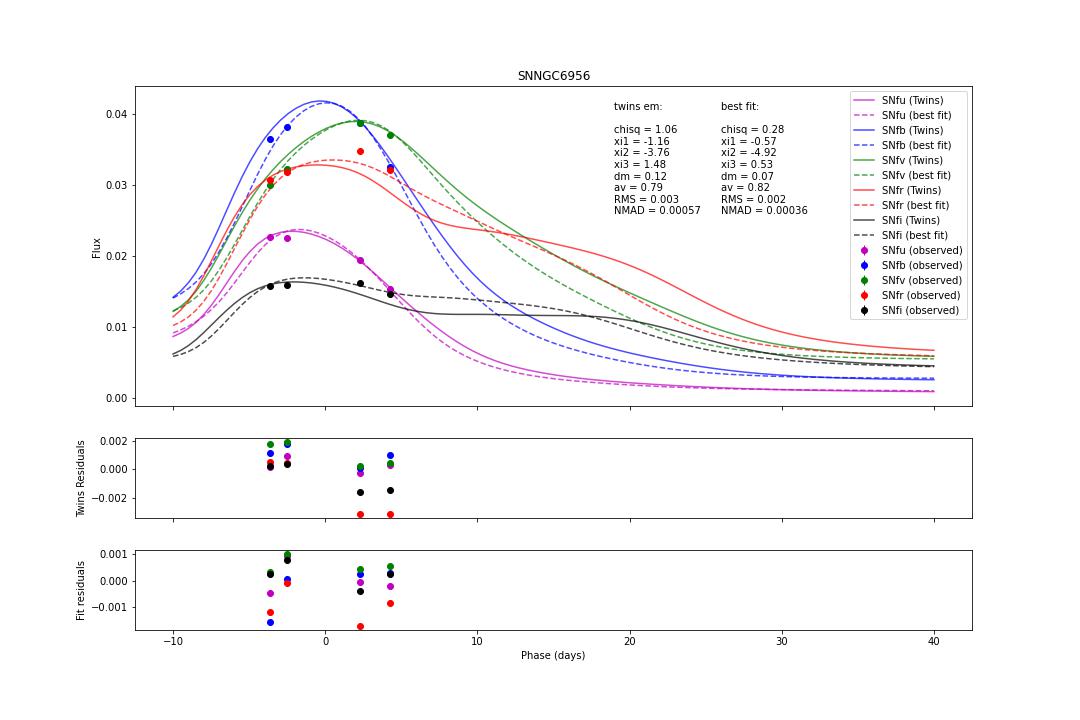 SNNGC6956
Flux
0.04
0.03
0.02
0.01
0.00
twins em:
chisq = 1.06
xi1 = -1.16
xi2 = -3.76
xi3 = 1.48
dm = 0.12
av = 0.79
RMS = 0.003
NMAD = 0.00057
best fit:
chisq = 0.28
xi1 = -0.57
xi2 = -4.92
xi3 = 0.53
dm = 0.07
av = 0.82
RMS = 0.002
NMAD = 0.00036
SNfu (Twins)
SNfu (best fit)
SNfb (Twins)
SNfb (best fit)
SNfv (Twins)
SNfv (best fit)
SNfr (Twins)
SNfr (best fit)
SNfi (Twins)
SNfi (best fit)
SNfu (observed)
SNfb (observed)
SNfv (observed)
SNfr (observed)
SNfi (observed)
Twins Residuals
0.002
0.000
−0.002
Fit residuals
0.001
0.000
−0.001
−10 0 10 20 30 40
Phase (days)